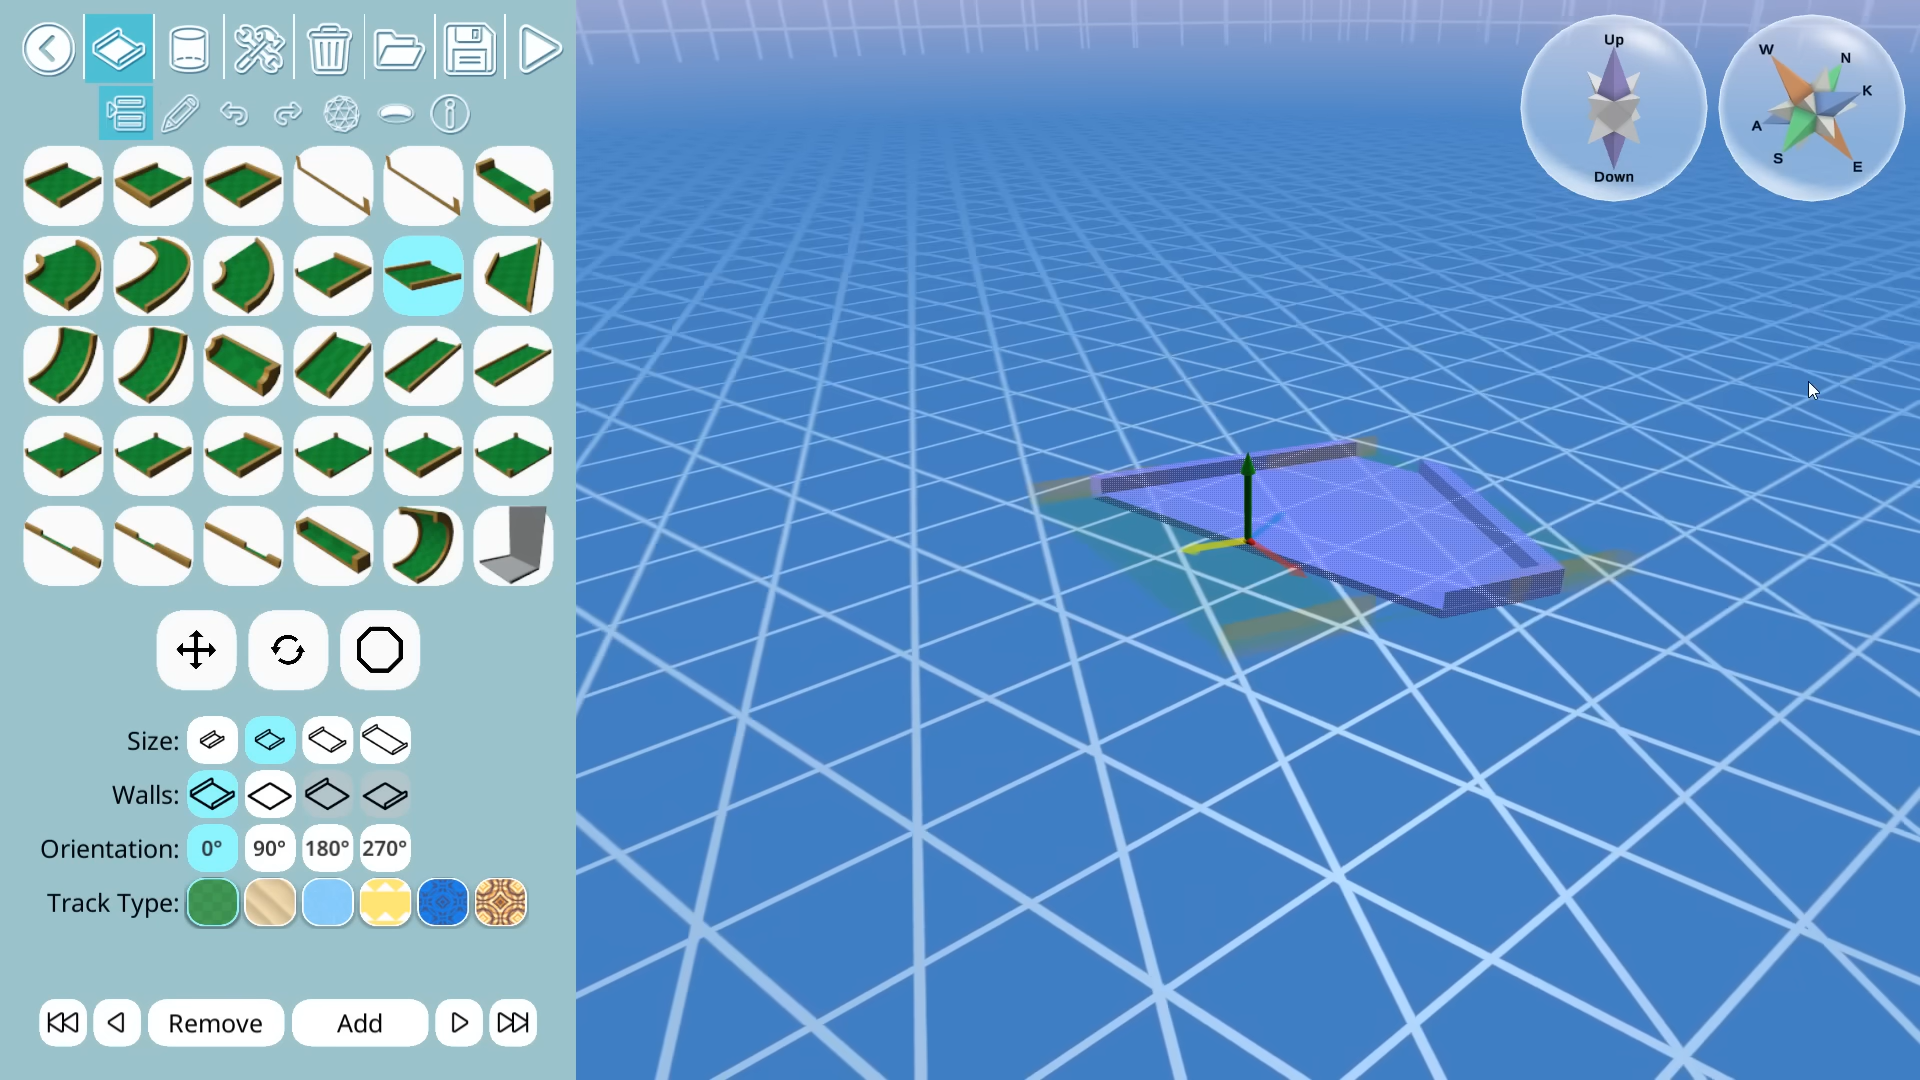 Up
Down
W
N
K
A
S
E
Size:
Walls:
Orientation: 0° 90° 180° 270°
Track Type:
Remove Add